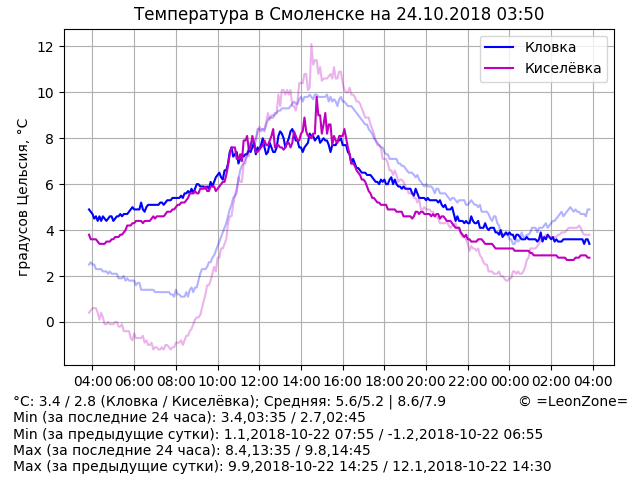 Температура в Смоленске на 24.10.2018 03:50
Кловка
Киселёвка
градусов Цельсия, °C
12
10
8
6
4
2
0
04:00 06:00 08:00 10:00 12:00 14:00 16:00 18:00 20:00 22:00 00:00 02:00 04:00
°C: 3.4 / 2.8 (Кловка / Киселёвка); Средняя: 5.6/5.2 | 8.6/7.9 © =LeonZone=
Min (за последние 24 часа): 3.4,03:35 / 2.7,02:45
Min (за предыдущие сутки): 1.1,2018-10-22 07:55 / -1.2,2018-10-22 06:55
Max (за последние 24 часа): 8.4,13:35 / 9.8,14:45
Max (за предыдущие сутки): 9.9,2018-10-22 14:25 / 12.1,2018-10-22 14:30